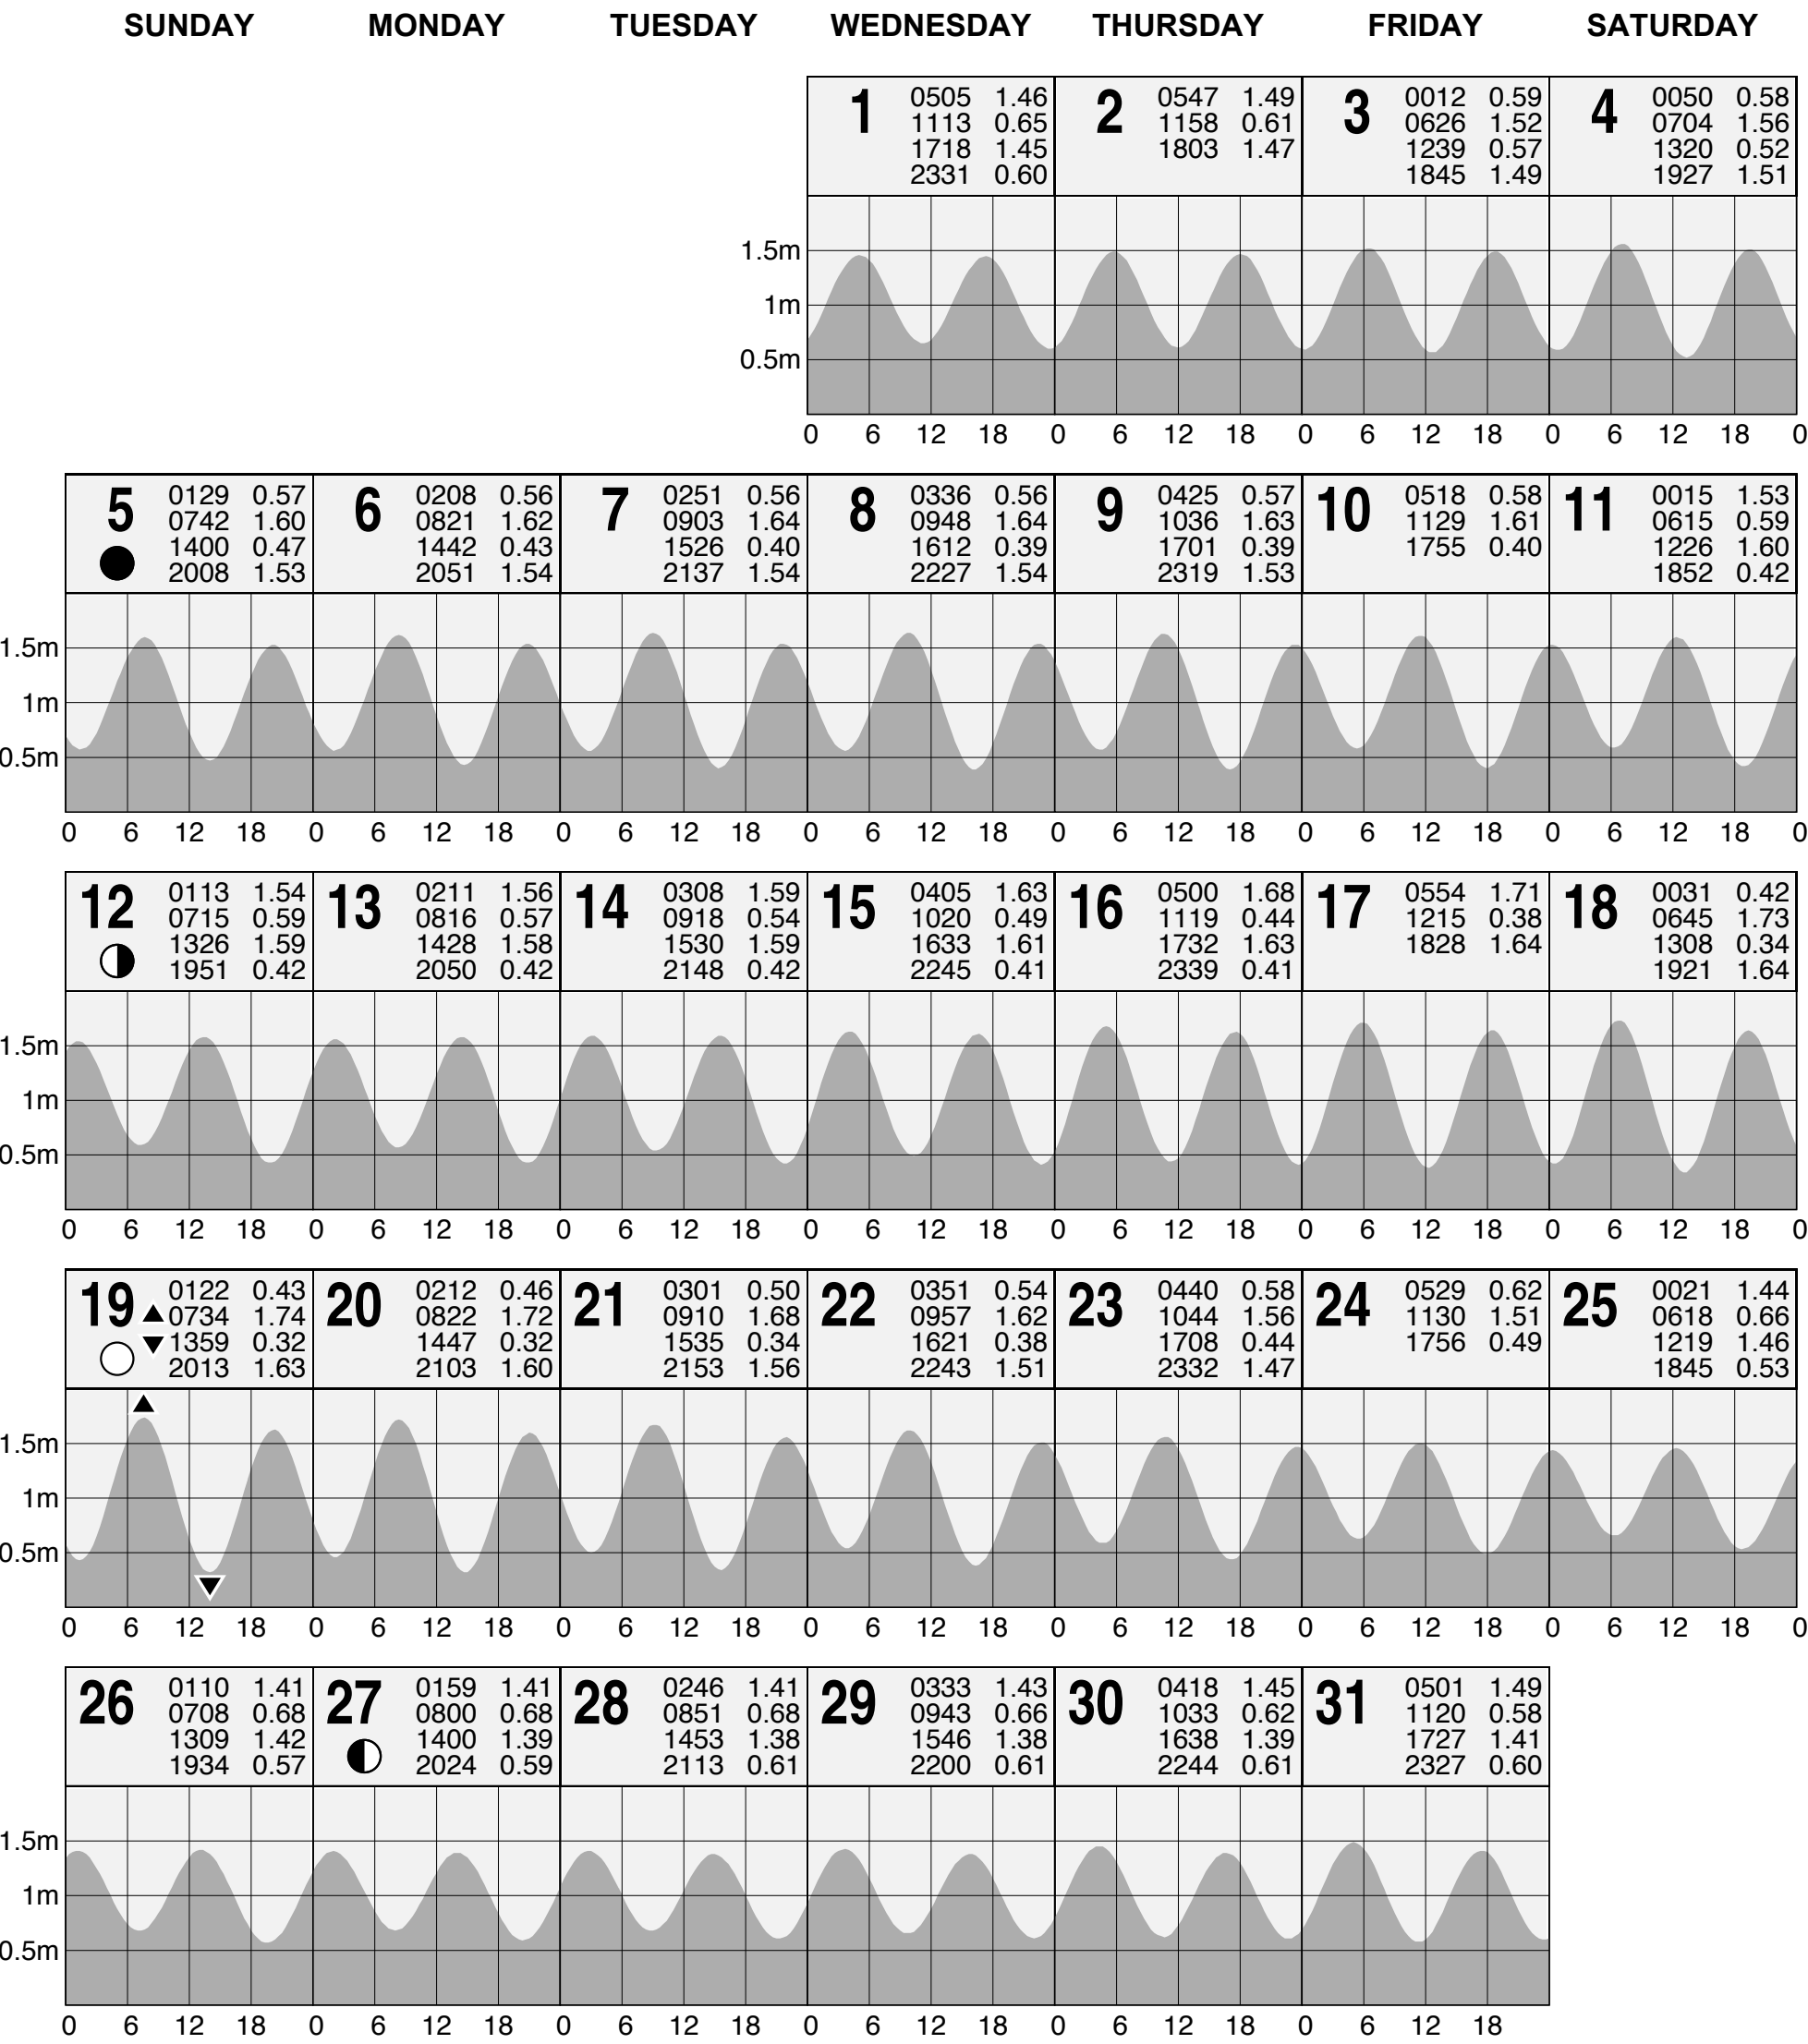 SUNDAY MONDAY TUESDAY WEDNESDAY THURSDAY FRIDAY SATURDAY
1 0505 1.46 2 0547 1.49 3 0012 0.59 4 0050 0.58
1113 0.65 1158 0.61 0626 1.52 0704 1.56
1718 1.45 1803 1.47 1239 0.57 1320 0.52
2331 0.60 1845 1.49 1927 1.51
1.5m
1m
0.5m
0 6 12 18 0 6 12 18 0 6 12 18 0 6 12 18 0
5 0129 0.57 6 0208 0.56 7 0251 0.56 8 0336 0.56 9 0425 0.57 10 0518 0.58 11 0015 1.53
0742 1.60 0821 1.62 0903 1.64 0948 1.64 1036 1.63 1129 1.61 0615 0.59
1400 0.47 1442 0.43 1526 0.40 1612 0.39 1701 0.39 1755 0.40 1226 1.60
2008 1.53 2051 1.54 2137 1.54 2227 1.54 2319 1.53 1852 0.42
1.5m
1m
0.5m
0 6 12 18 0 6 12 18 0 6 12 18 0 6 12 18 0 6 12 18 0 6 12 18 0 6 12 18 0
12 0113 1.54 13 0211 1.56 14 0308 1.59 15 0405 1.63 16 0500 1.68 17 0554 1.71 18 0031 0.42
0715 0.59 0816 0.57 0918 0.54 1020 0.49 1119 0.44 1215 0.38 0645 1.73
1326 1.59 1428 1.58 1530 1.59 1633 1.61 1732 1.63 1828 1.64 1308 0.34
1951 0.42 2050 0.42 2148 0.42 2245 0.41 2339 0.41 1921 1.64
1.5m
1m
0.5m
0 6 12 18 0 6 12 18 0 6 12 18 0 6 12 18 0 6 12 18 0 6 12 18 0 6 12 18 0
19 0122 0.43 20 0212 0.46 21 0301 0.50 22 0351 0.54 23 0440 0.58 24 0529 0.62 25 0021 1.44
0734 1.74 0822 1.72 0910 1.68 0957 1.62 1044 1.56 1130 1.51 0618 0.66
1359 0.32 1447 0.32 1535 0.34 1621 0.38 1708 0.44 1756 0.49 1219 1.46
2013 1.63 2103 1.60 2153 1.56 2243 1.51 2332 1.47 1845 0.53
1.5m
1m
0.5m
0 6 12 18 0 6 12 18 0 6 12 18 0 6 12 18 0 6 12 18 0 6 12 18 0 6 12 18 0
26 0110 1.41 27 0159 1.41 28 0246 1.41 29 0333 1.43 30 0418 1.45 31 0501 1.49
0708 0.68 0800 0.68 0851 0.68 0943 0.66 1033 0.62 1120 0.58
1309 1.42 1400 1.39 1453 1.38 1546 1.38 1638 1.39 1727 1.41
1934 0.57 2024 0.59 2113 0.61 2200 0.61 2244 0.61 2327 0.60
1.5m
1m
0.5m
0 6 12 18 0 6 12 18 0 6 12 18 0 6 12 18 0 6 12 18 0 6 12 18